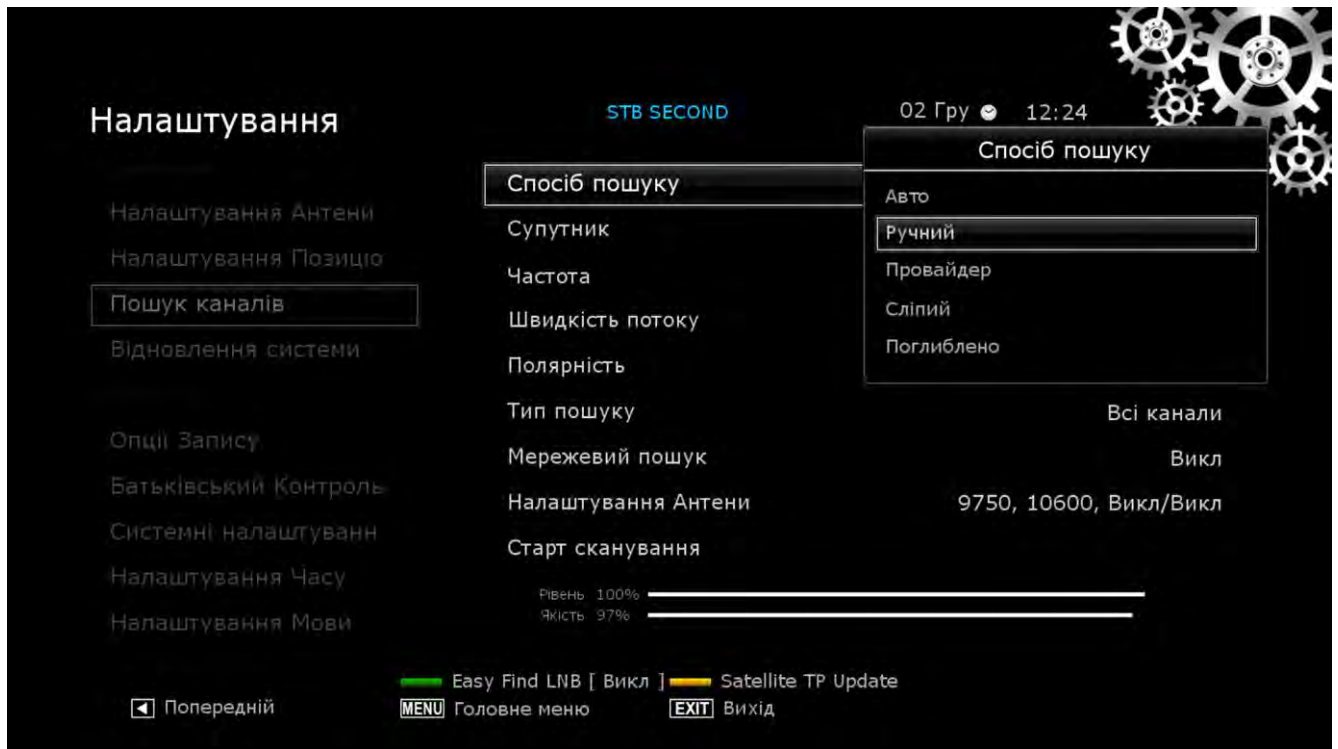 Налаштування
STB SECOND
02 Гру 12:24
Налаштування Антени
Налаштування Позицію
Пошук каналів
Відновлення системи
Опції Запису
Батьківський Контроль
Системні налаштуванн
Налаштування Часу
Налаштування Мови
Спосіб пошуку
Супутник
Частота
Швидкість потоку
Полярність
Тип пошуку Всі канали
Мережевий пошук Викл
Налаштування Антени 9750, 10600, Викл/Викл
Старт сканування
Рівень 100%
Якість 97%
Спосіб пошуку
Авто
Ручний
Провайдер
Сліпий
Поглиблено
Easy Find LNB [ Викл ] Satellite TP Update
Попередній MENU Головне меню EXIT Вихід